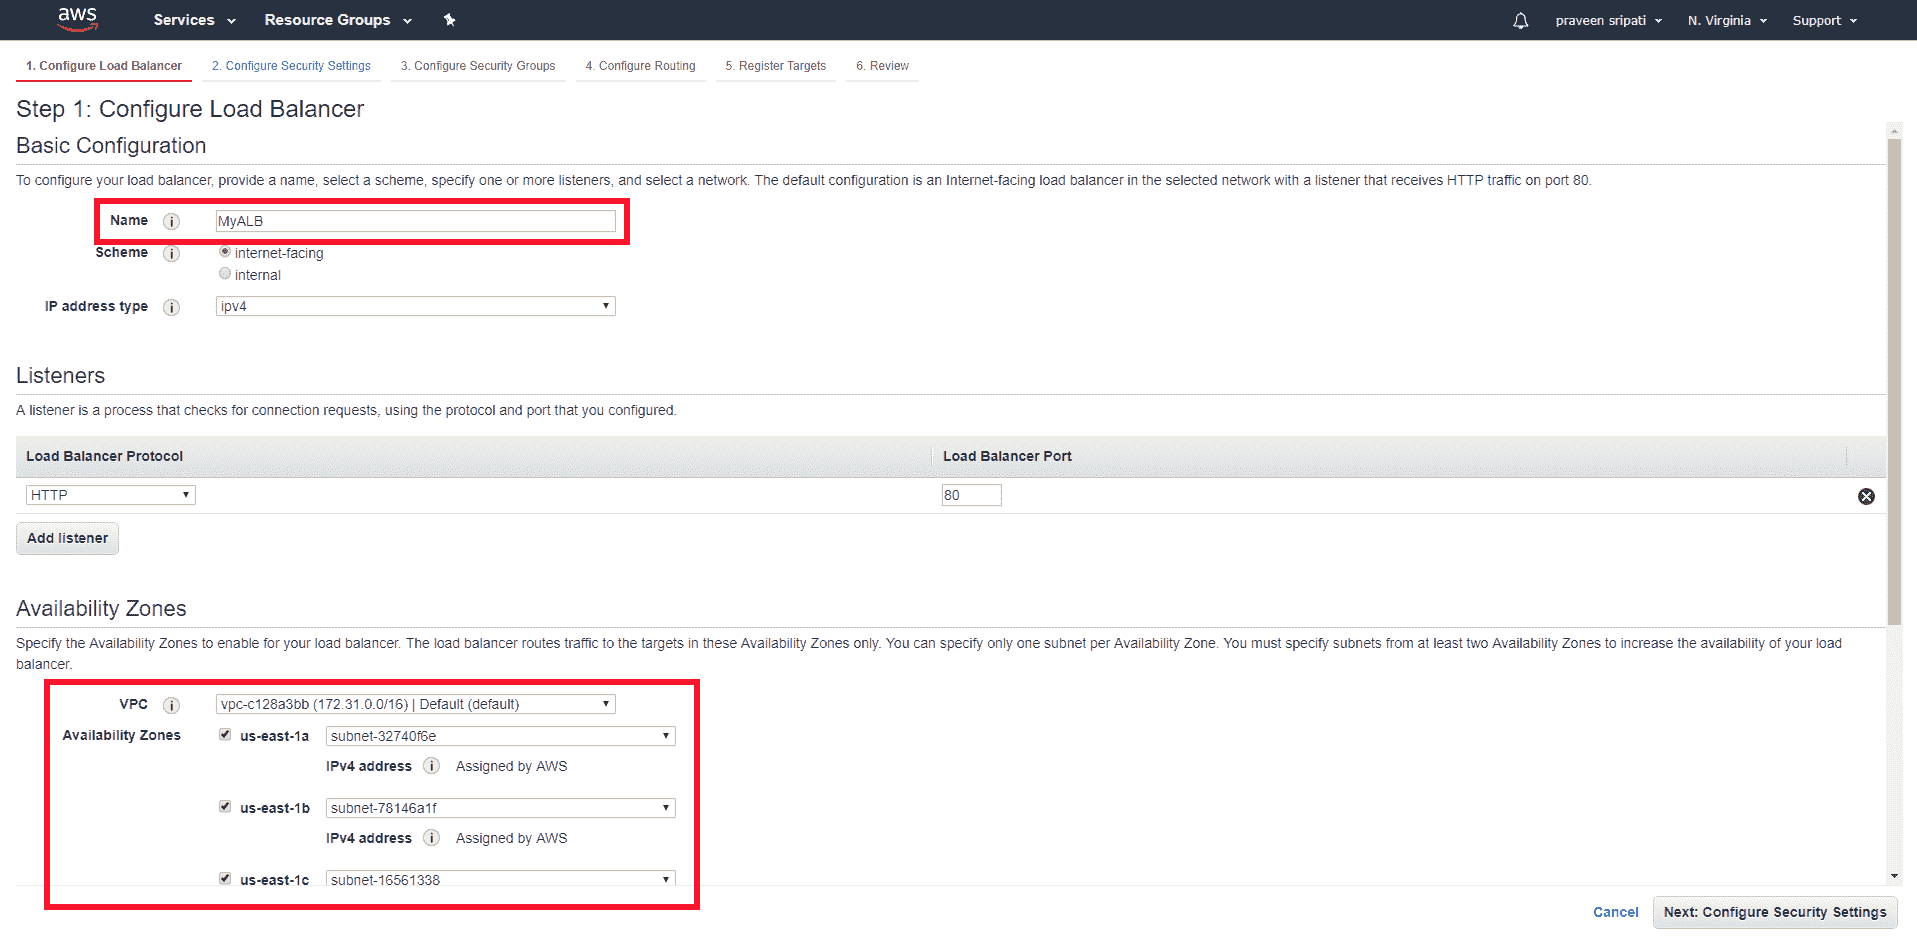 aws Services Resource Groups praveen sripati N. Virginia Support
1. Configure Load Balancer 2. Configure Security Settings 3. Configure Security Groups 4. Configure Routing 5. Register Targets 6. Review
Step 1: Configure Load Balancer
Basic Configuration
To configure your load balancer, provide a name, select a scheme, specify one or more listeners, and select a network. The default configuration is an Internet-facing load balancer in the selected network with a listener that receives HTTP traffic on port 80.
Name i MyALB
Scheme i internet-facing
internal
IP address type i ipv4
Listeners
A listener is a process that checks for connection requests, using the protocol and port that you configured.
Load Balancer Protocol Load Balancer Port
HTTP 80
Add listener
Availability Zones
Specify the Availability Zones to enable for your load balancer. The load balancer routes traffic to the targets in these Availability Zones only. You can specify only one subnet per Availability Zone. You must specify subnets from at least two Availability Zones to increase the availability of your load
balancer.
VPC i vpc-c128a3bb (172.31.0.0/16) | Default (default)
Availability Zones us-east-1a subnet-32740f6e
IPv4 address i Assigned by AWS
us-east-1b subnet-78146a1f
IPv4 address i Assigned by AWS
us-east-1c subnet-16561338
Cancel Next: Configure Security Settings